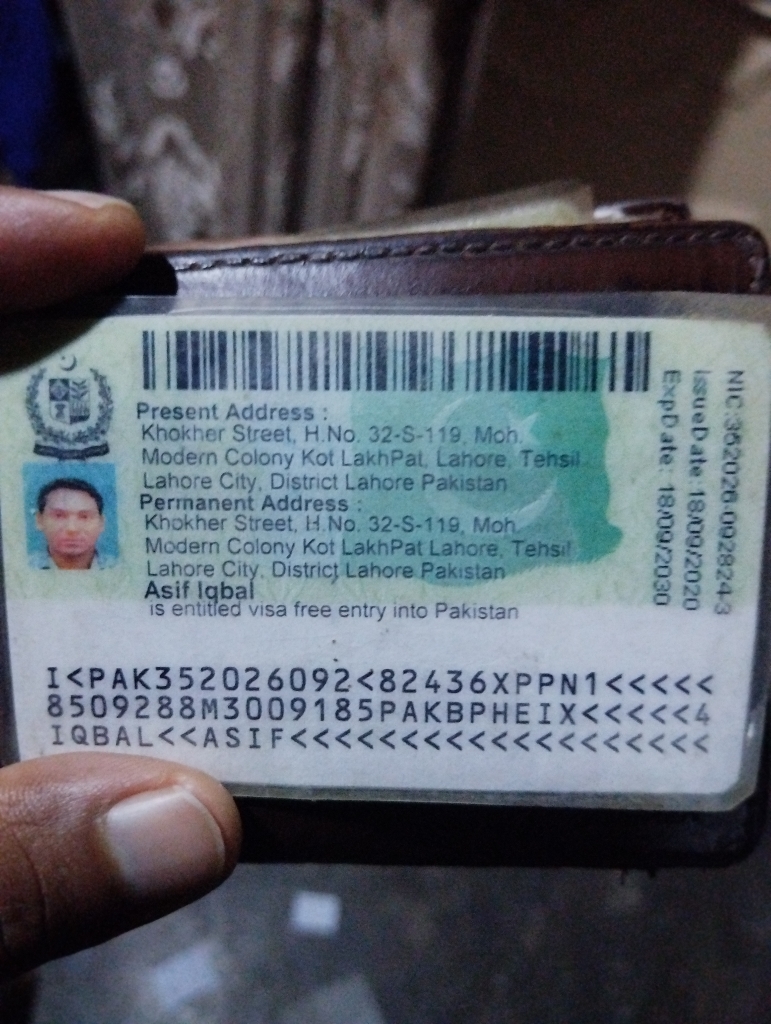 Present Address :
Khokher Street, H.No. 32-S-119, Moh.
Modern Colony Kot LakhPat, Lahore, Tehsil
Lahore City, District Lahore Pakistan
Permanent Address :
Khokher Street, H.No. 32-S-119, Moh.
Modern Colony Kot LakhPat Lahore, Tehsil
Lahore City, District Lahore Pakistan
Asif Iqbal
is entitled visa free entry into Pakistan
NIC:352026-092824-3
IssueDate:18/09/2020
ExpDate: 18/09/2030
I<PAK352026092<82436XPPN1<<<<<
8509288M3009185PAKBPHEIX<<<<<4
IQBAL<<ASIF<<<<<<<<<<<<<<<<<<<